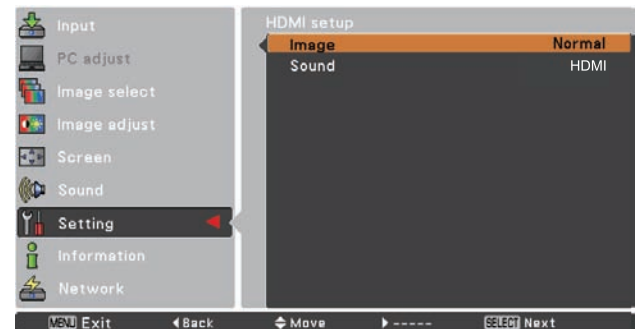 Input
PC adjust
Image select
Image adjust
Screen
Sound
Setting
Information
Network
HDMI setup
Image Normal
Sound HDMI
MENU Exit Back Move ----- SELECT Next